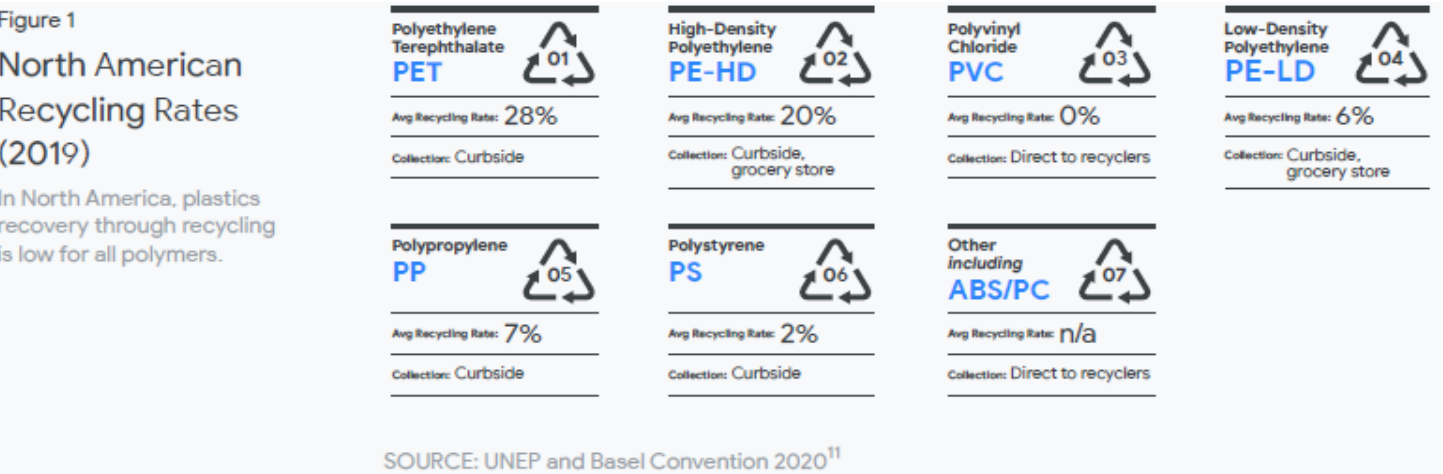 Figure 1
North American
Recycling Rates
(2019)
In North America, plastics
recovery through recycling
is low for all polymers.
Polyethylene
Terephthalate
PET
01
Avg Recycling Rate: 28%
Collection: Curbside
High-Density
Polyethylene
PE-HD
02
Avg Recycling Rate: 20%
Collection: Curbside,
grocery store
Polyvinyl
Chloride
PVC
03
Avg Recycling Rate: 0%
Collection: Direct to recyclers
Low-Density
Polyethylene
PE-LD
04
Avg Recycling Rate: 6%
Collection: Curbside,
grocery store
Polypropylene
PP
05
Avg Recycling Rate: 7%
Collection: Curbside
Polystyrene
PS
06
Avg Recycling Rate: 2%
Collection: Curbside
Other
including
ABS/PC
07
Avg Recycling Rate: n/a
Collection: Direct to recyclers
SOURCE: UNEP and Basel Convention 2020¹¹